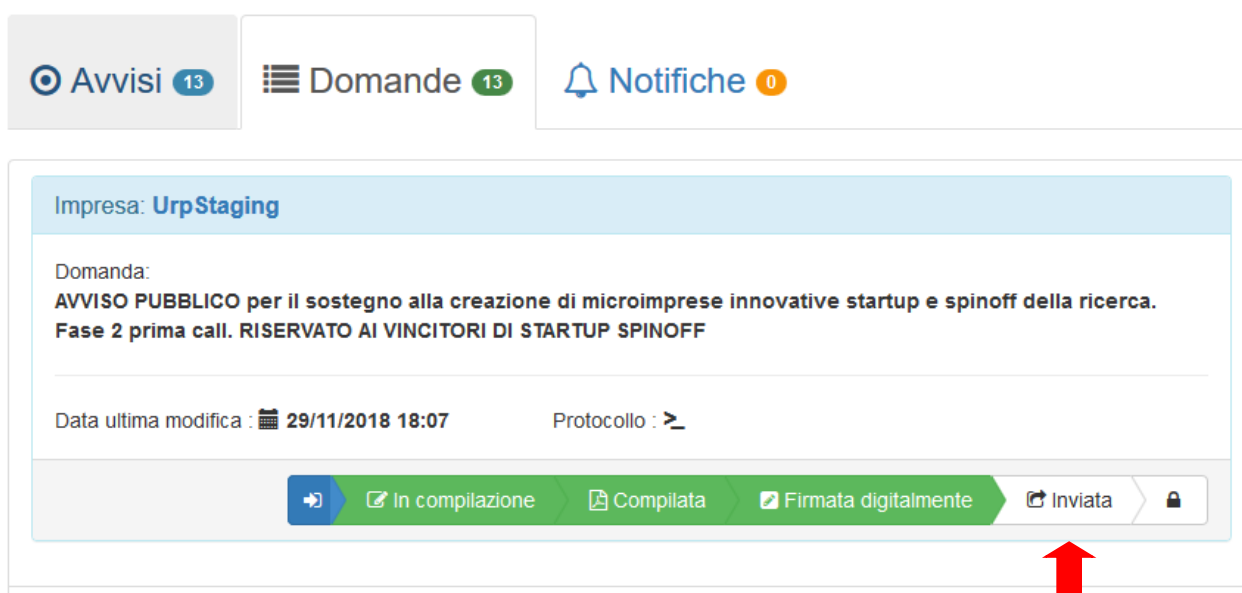 Avvisi 13 Domande 13 Notifiche 0
Impresa: UrpStaging
Domanda:
AVVISO PUBBLICO per il sostegno alla creazione di microimprese innovative startup e spinoff della ricerca.
Fase 2 prima call. RISERVATO AI VINCITORI DI STARTUP SPINOFF
Data ultima modifica : 29/11/2018 18:07 Protocollo :
In compilazione Compilata Firmata digitalmente Inviata